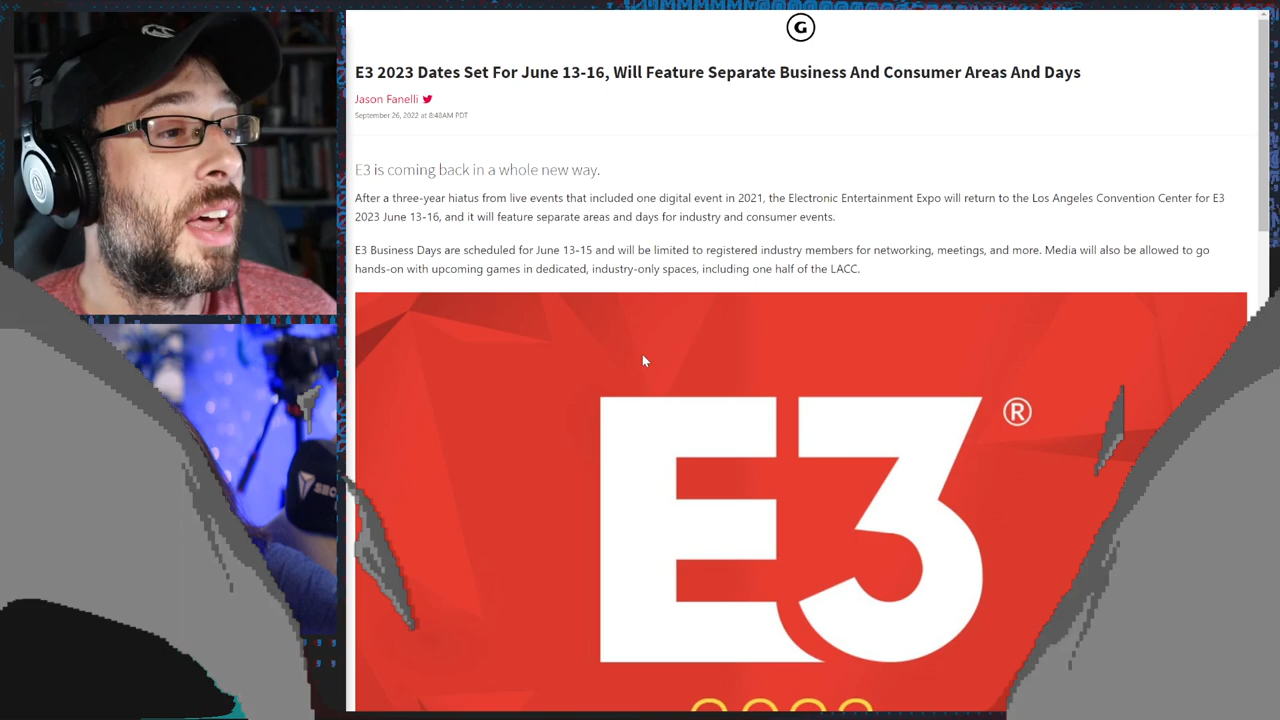 G
E3 2023 Dates Set For June 13-16, Will Feature Separate Business And Consumer Areas And Days
Jason Fanelli
September 26, 2022 at 8:48AM PDT
E3 is coming back in a whole new way.
After a three-year hiatus from live events that included one digital event in 2021, the Electronic Entertainment Expo will return to the Los Angeles Convention Center for E3
2023 June 13-16, and it will feature separate areas and days for industry and consumer events.
E3 Business Days are scheduled for June 13-15 and will be limited to registered industry members for networking, meetings, and more. Media will also be allowed to go
hands-on with upcoming games in dedicated, industry-only spaces, including one half of the LACC.
E3®